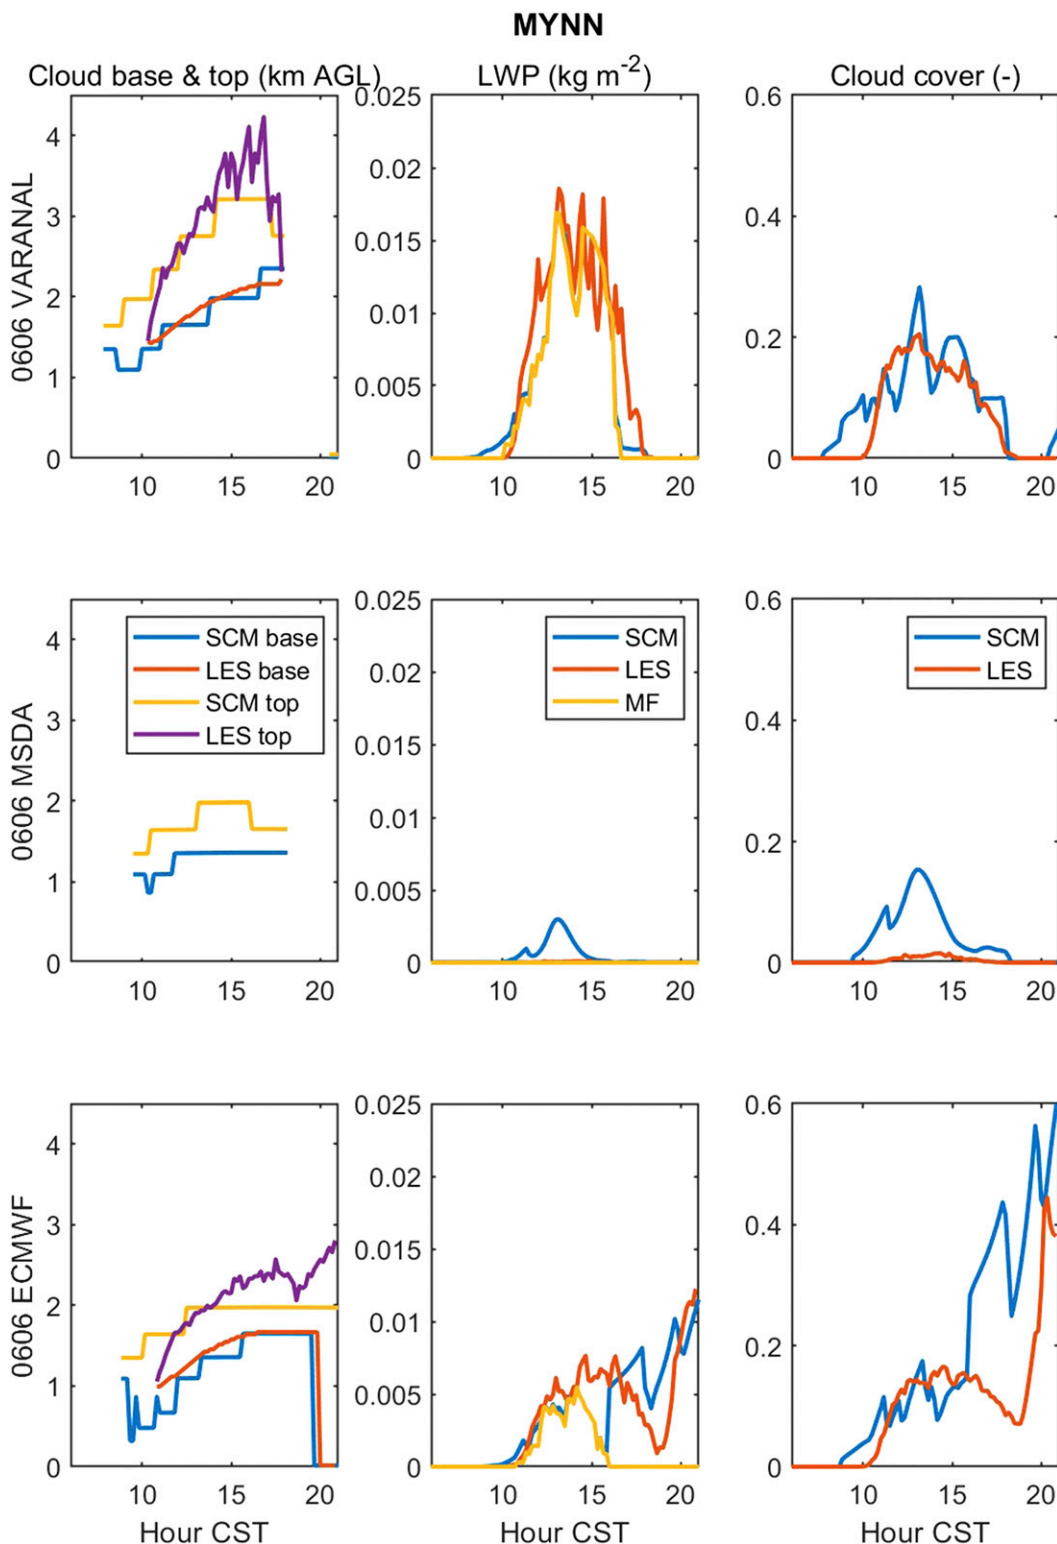 MYNN
Cloud base & top (km AGL)
LWP (kg m-2)
Cloud cover (-)
0606 VARANAL
4
3
2
1
0
10 15 20
0.025
0.02
0.015
0.01
0.005
0
10 15 20
0.6
0.4
0.2
0
10 15 20
0606 MSDA
4
3
2
1
0
10 15 20
SCM base
LES base
SCM top
LES top
0.025
0.02
0.015
0.01
0.005
0
10 15 20
SCM
LES
MF
0.6
0.4
0.2
0
10 15 20
SCM
LES
0606 ECMWF
4
3
2
1
0
10 15 20
Hour CST
0.025
0.02
0.015
0.01
0.005
0
10 15 20
Hour CST
0.6
0.4
0.2
0
10 15 20
Hour CST